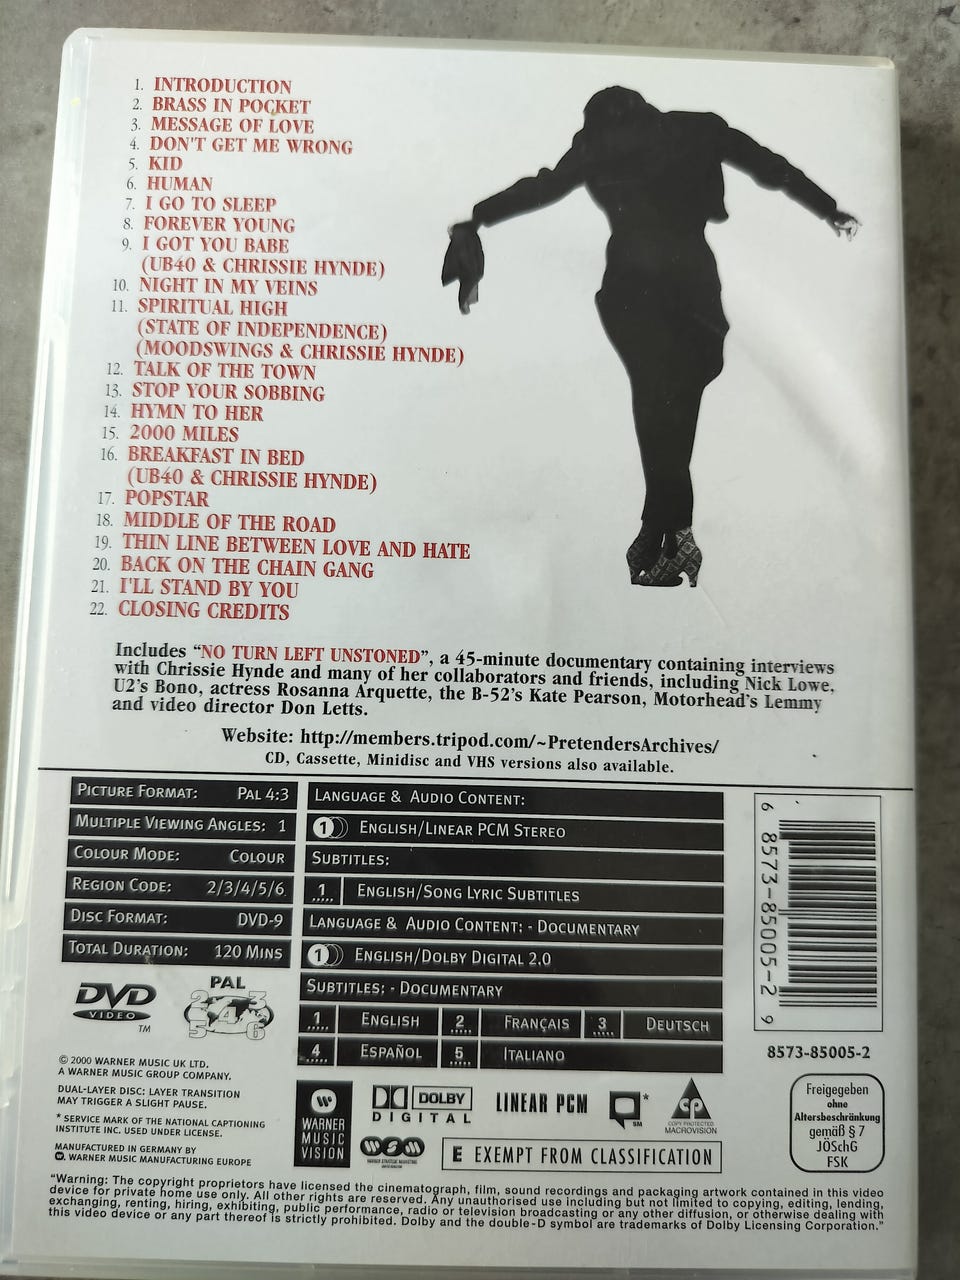 1. INTRODUCTION
2. BRASS IN POCKET
3. MESSAGE OF LOVE
4. DON'T GET ME WRONG
5. KID
6. HUMAN
7. I GO TO SLEEP
8. FOREVER YOUNG
9. I GOT YOU BABE
(UB40 & CHRISSIE HYNDE)
10. NIGHT IN MY VEINS
11. SPIRITUAL HIGH
(STATE OF INDEPENDENCE)
(MOODSWINGS & CHRISSIE HYNDE)
12. TALK OF THE TOWN
13. STOP YOUR SOBBING
14. HYMN TO HER
15. 2000 MILES
16. BREAKFAST IN BED
(UB40 & CHRISSIE HYNDE)
17. POPSTAR
18. MIDDLE OF THE ROAD
19. THIN LINE BETWEEN LOVE AND HATE
20. BACK ON THE CHAIN GANG
21. I'LL STAND BY YOU
22. CLOSING CREDITS
Includes "NO TURN LEFT UNSTONED", a 45-minute documentary containing interviews
with Chrissie Hynde and many of her collaborators and friends, including Nick Lowe,
U2's Bono, actress Rosanna Arquette, the B-52's Kate Pearson, Motorhead's Lemmy
and video director Don Letts.
Website: http://members.tripod.com/~PretendersArchives/
CD, Cassette, Minidisc and VHS versions also available.
PICTURE FORMAT: PAL 4:3
MULTIPLE VIEWING ANGLES: 1
COLOUR MODE: COLOUR
REGION CODE: 2/3/4/5/6
DISC FORMAT: DVD-9
TOTAL DURATION: 120 MINS
LANGUAGE & AUDIO CONTENT:
1 ENGLISH/LINEAR PCM STEREO
SUBTITLES:
1 ENGLISH/SONG LYRIC SUBTITLES
LANGUAGE & AUDIO CONTENT: - DOCUMENTARY
1 ENGLISH/DOLBY DIGITAL 2.0
SUBTITLES: - DOCUMENTARY
1 ENGLISH 2 FRANÇAIS 3 DEUTSCH
4 ESPAÑOL 5 ITALIANO
6 8573-85005-2 9
8573-85005-2
DVD
VIDEO
TM
PAL
2 3
4
5 6
© 2000 WARNER MUSIC UK LTD.
A WARNER MUSIC GROUP COMPANY.
DUAL-LAYER DISC: LAYER TRANSITION
MAY TRIGGER A SLIGHT PAUSE.
* SERVICE MARK OF THE NATIONAL CAPTIONING
INSTITUTE INC. USED UNDER LICENSE.
MANUFACTURED IN GERMANY BY
WARNER MUSIC MANUFACTURING EUROPE
WARNER
MUSIC
VISION
DOLBY
DIGITAL
LINEAR PCM
*
SM
CP
COPY PROTECTED
MACROVISION
E EXEMPT FROM CLASSIFICATION
Freigegeben
ohne
Altersbeschränkung
gemäß § 7
JÖSchG
FSK
"Warning: The copyright proprietors have licensed the cinematograph, film, sound recordings and packaging artwork contained in this video
device for private home use only. All other rights are reserved. Any unauthorised use including but not limited to copying, editing, lending,
exchanging, renting, hiring, exhibiting, public performance, radio or television broadcasting or any other diffusion, or otherwise dealing with
this video device or any part thereof is strictly prohibited. Dolby and the double-D symbol are trademarks of Dolby Licensing Corporation."